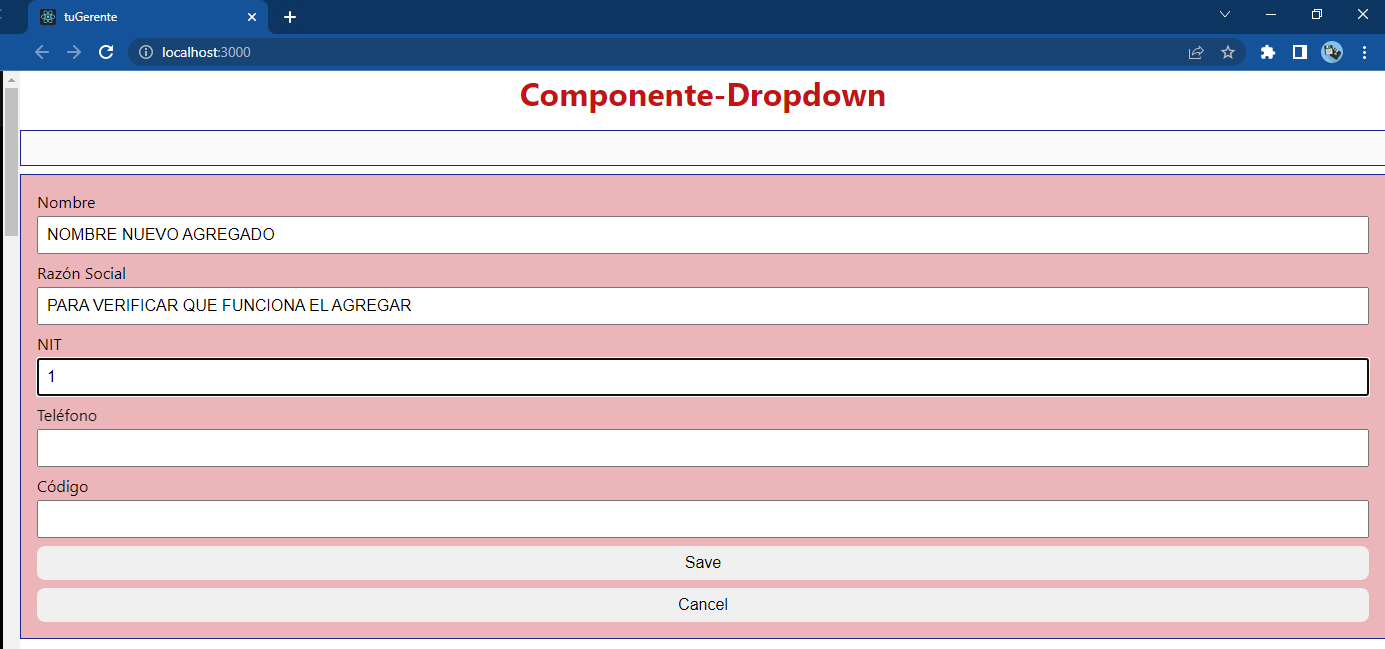 tuGerente
localhost:3000
Componente-Dropdown
Nombre
NOMBRE NUEVO AGREGADO
Razón Social
PARA VERIFICAR QUE FUNCIONA EL AGREGAR
NIT
1
Teléfono
Código
Save
Cancel